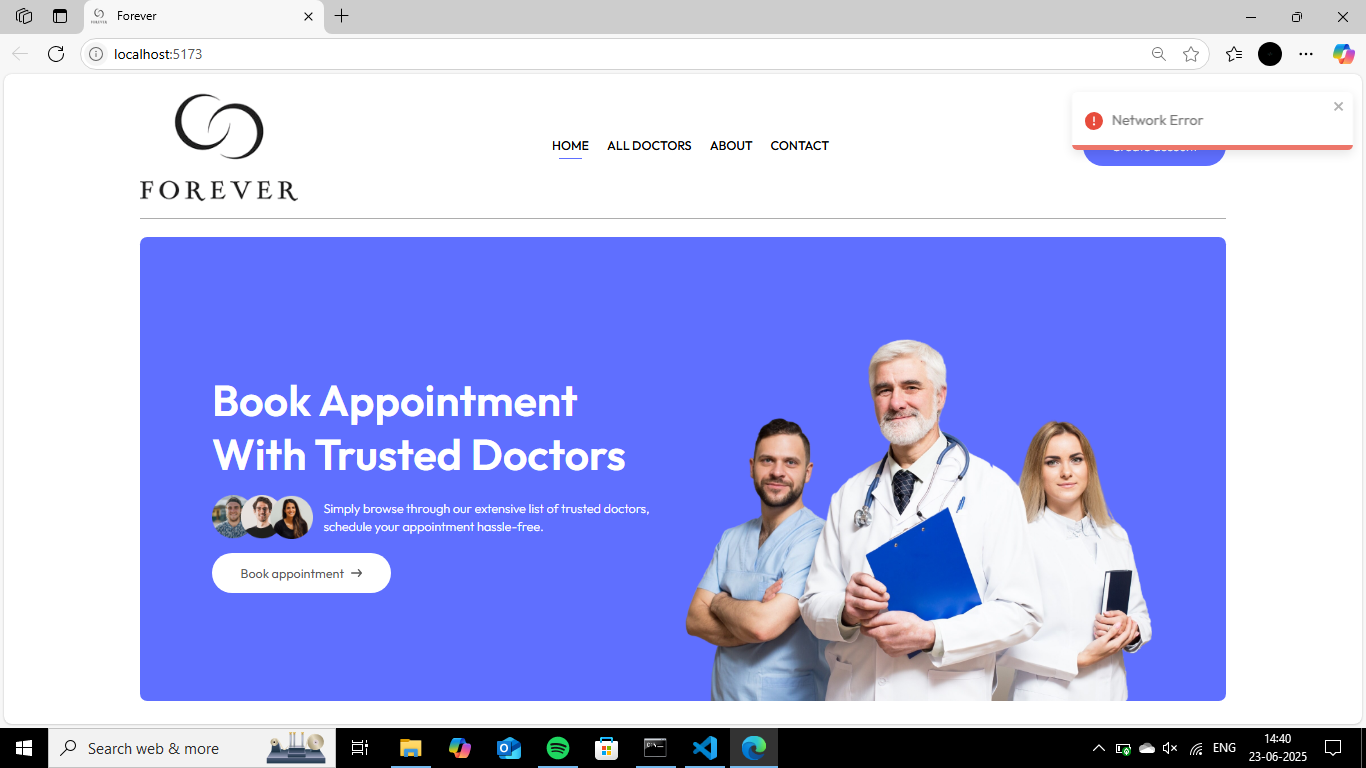 Forever
localhost:5173
FOREVER
HOME ALL DOCTORS ABOUT CONTACT
Network Error
Book Appointment
With Trusted Doctors
Simply browse through our extensive list of trusted doctors,
schedule your appointment hassle-free.
Book appointment
Search web & more
ENG
14:40
23-06-2025